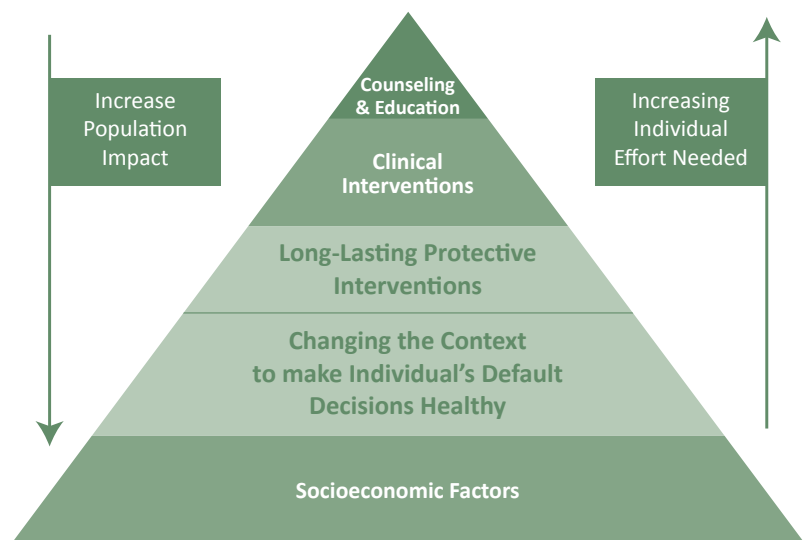 Counseling
& Education
Increase
Population
Impact
Increasing
Individual
Effort Needed
Clinical
Interventions
Long-Lasting Protective
Interventions
Changing the Context
to make Individual's Default
Decisions Healthy
Socioeconomic Factors